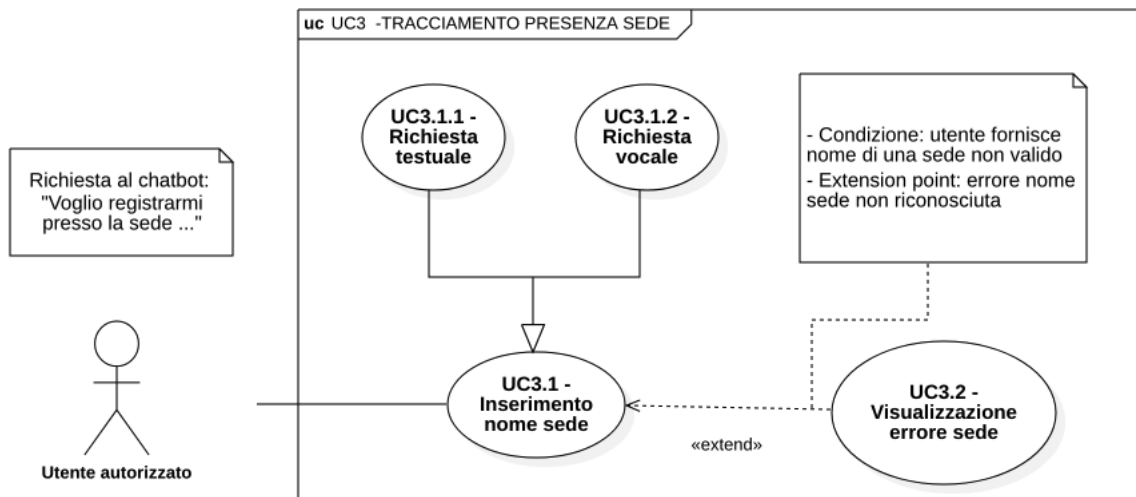 uc UC3 -TRACCIAMENTO PRESENZA SEDE
UC3.1.1 -
Richiesta
testuale
UC3.1.2 -
Richiesta
vocale
- Condizione: utente fornisce
nome di una sede non valido
- Extension point: errore nome
sede non riconosciuta
Richiesta al chatbot:
"Voglio registrarmi
presso la sede ..."
UC3.1 -
Inserimento
nome sede
UC3.2 -
Visualizzazione
errore sede
«extend»
Utente autorizzato